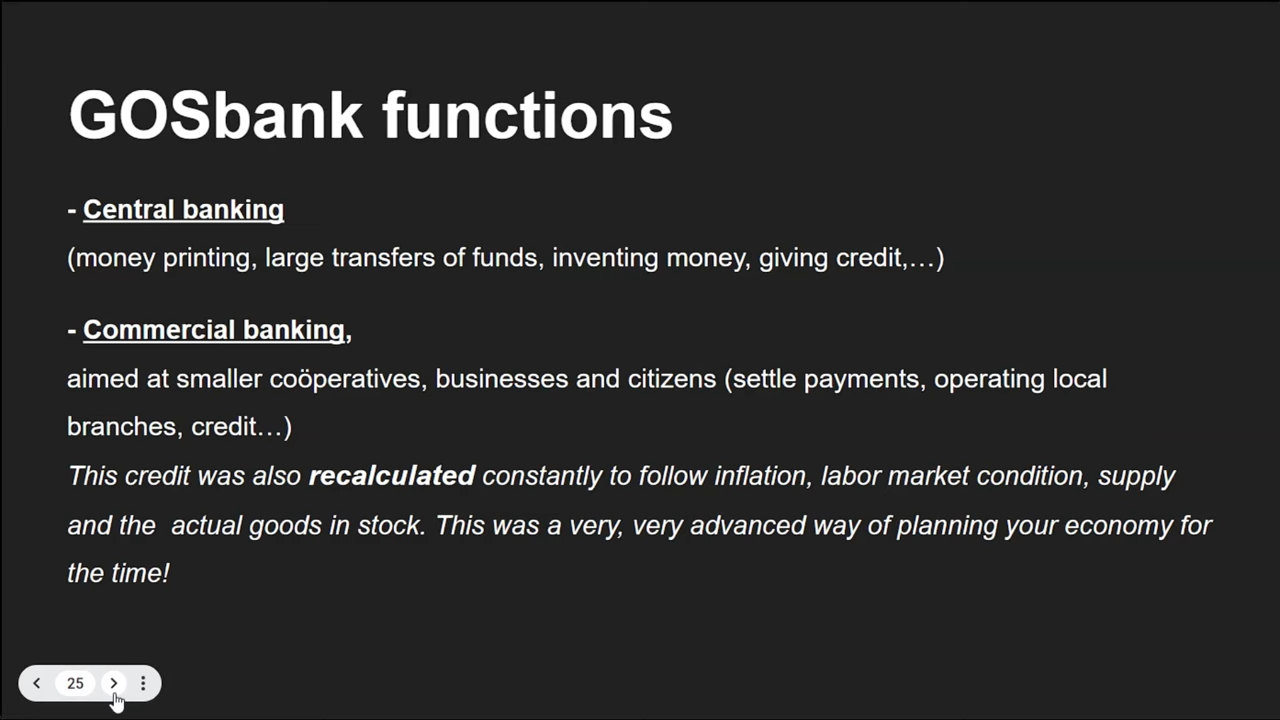 GOSbank functions
- Central banking
(money printing, large transfers of funds, inventing money, giving credit,…)
- Commercial banking,
aimed at smaller coöperatives, businesses and citizens (settle payments, operating local
branches, credit…)
This credit was also recalculated constantly to follow inflation, labor market condition, supply
and the  actual goods in stock. This was a very, very advanced way of planning your economy for
the time!
25